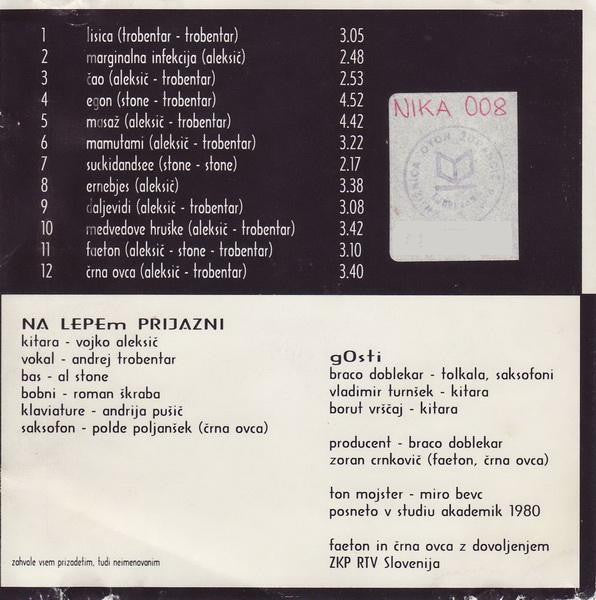 1 lisica (trobentar - trobentar) 3.05
2 marginalna infekcija (aleksič) 2.48
3 čao (aleksič - trobentar) 2.53
4 egon (stone - trobentar) 4.52
5 masaž (aleksič - trobentar) 4.42
6 mamutami (aleksič - trobentar) 3.22
7 suckidandsee (stone - stone) 2.17
8 erriebjes (aleksič) 3.38
9 daljevidi (aleksič - trobentar) 3.08
10 medvedove hruške (aleksič - trobentar) 3.42
11 faeton (aleksič - stone - trobentar) 3.10
12 črna ovca (aleksič - trobentar) 3.40
NIKA 008
OTON ŽUPANČIČ
NA LEPEm PRIJAZNI
kitara - vojko aleksič
vokal - andrej trobentar
bas - al stone
bobni - roman škraba
klaviature - andrija pušič
saksofon - polde poljanšek (črna ovca)
zahvale vsem prizadetim, tudi neimenovanim
gOsti
braco doblekar - tolkala, saksofoni
vladimir turnšek - kitara
borut vrščaj - kitara
producent - braco doblekar
zoran crnkovič (faeton, črna ovca)
ton mojster - miro bevc
posneto v studiu akademik 1980
faeton in črna ovca z dovoljenjem
ZKP RTV Slovenija